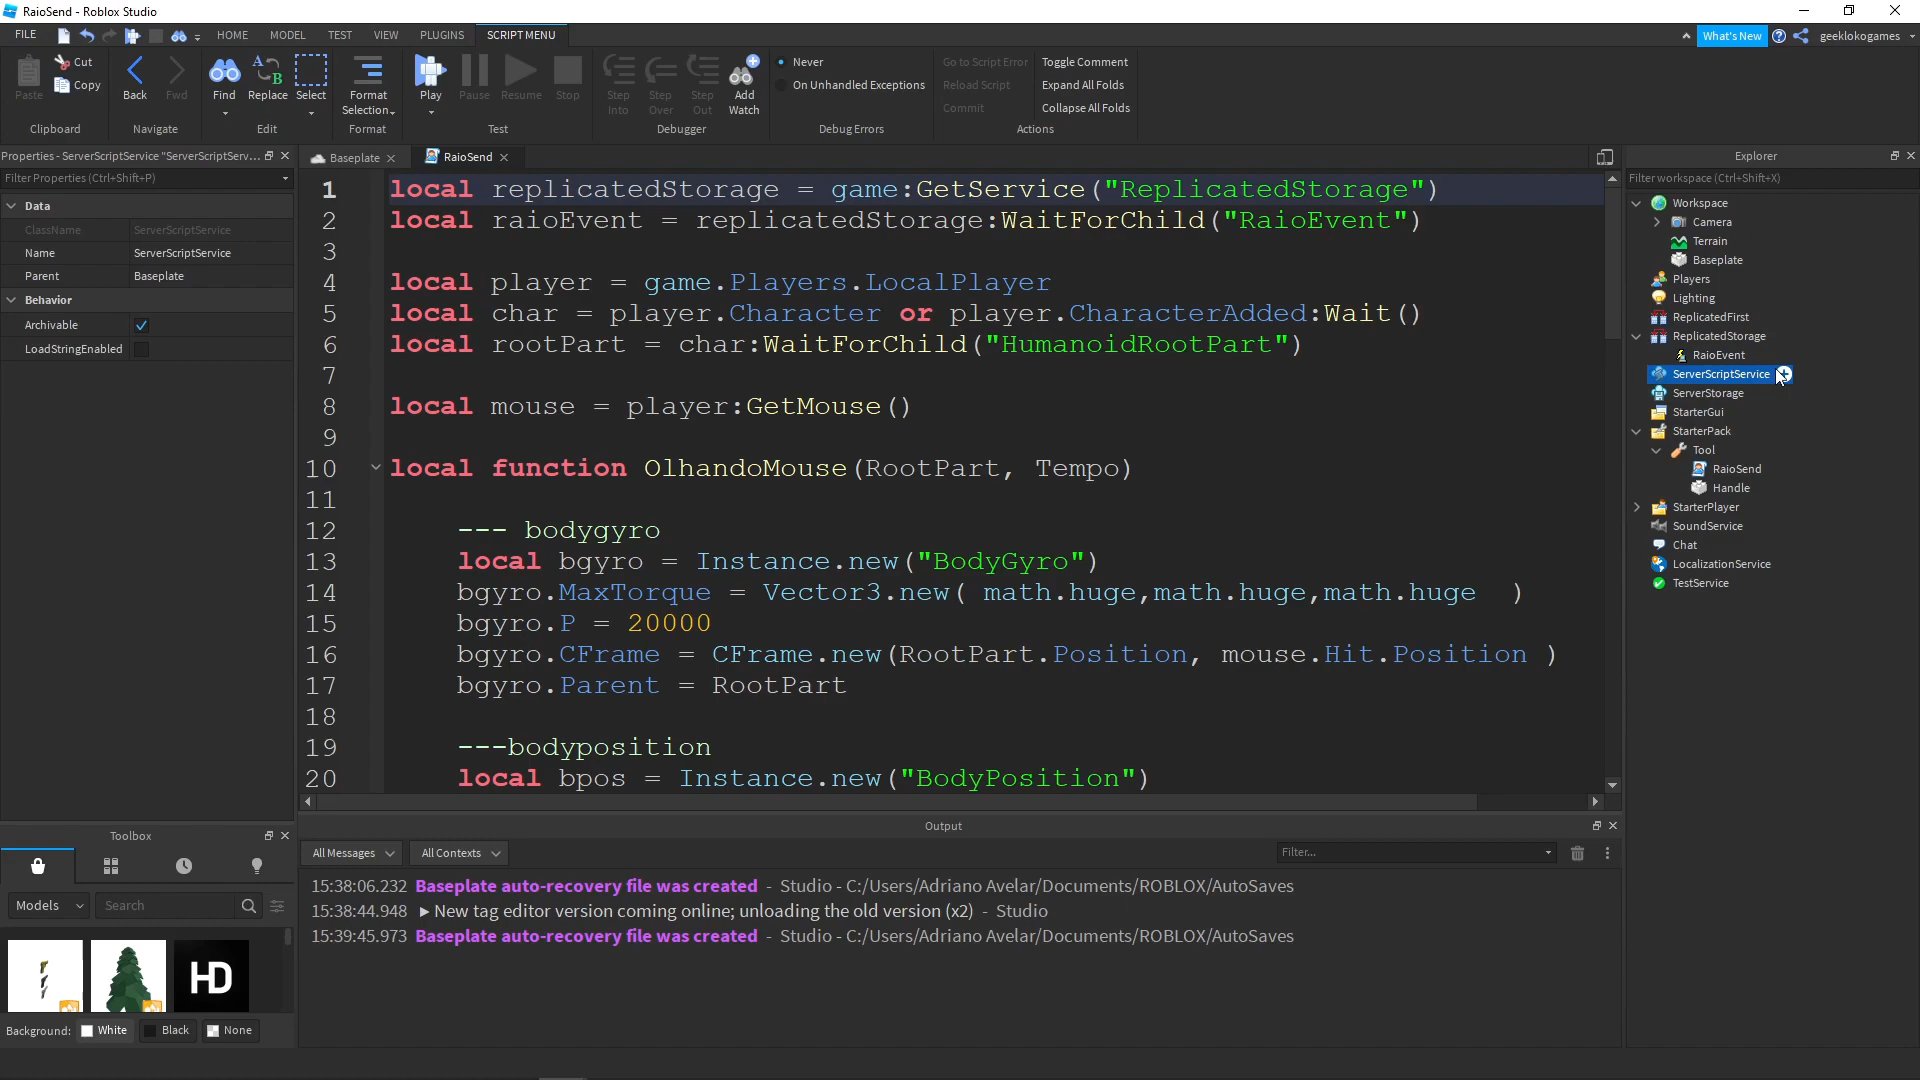 RaioSend - Roblox Studio
FILE HOME MODEL TEST VIEW PLUGINS SCRIPT MENU What's New geeklokogames
Paste Cut Copy Back Fwd Find Replace Select Format Selection Play Pause Resume Stop Step Into Step Over Step Out Add Watch
Never
On Unhandled Exceptions
Go to Script Error Toggle Comment
Reload Script Expand All Folds
Commit Collapse All Folds
Clipboard Navigate Edit Format Test Debugger Debug Errors Actions
Properties - ServerScriptService "ServerScriptServ...
Filter Properties (Ctrl+Shift+P)
Data
ClassName ServerScriptService
Name ServerScriptService
Parent Baseplate
Behavior
Archivable
LoadStringEnabled
Baseplate RaioSend
1 local replicatedStorage = game:GetService("ReplicatedStorage")
2 local raioEvent = replicatedStorage:WaitForChild("RaioEvent")
3
4 local player = game.Players.LocalPlayer
5 local char = player.Character or player.CharacterAdded:Wait()
6 local rootPart = char:WaitForChild("HumanoidRootPart")
7
8 local mouse = player:GetMouse()
9
10 local function OlhandoMouse(RootPart, Tempo)
11
12 --- bodygyro
13 local bgyro = Instance.new("BodyGyro")
14 bgyro.MaxTorque = Vector3.new( math.huge,math.huge,math.huge )
15 bgyro.P = 20000
16 bgyro.CFrame = CFrame.new(RootPart.Position, mouse.Hit.Position )
17 bgyro.Parent = RootPart
18
19 ---bodyposition
20 local bpos = Instance.new("BodyPosition")
Explorer
Filter workspace (Ctrl+Shift+X)
Workspace
Camera
Terrain
Baseplate
Players
Lighting
ReplicatedFirst
ReplicatedStorage
RaioEvent
ServerScriptService
ServerStorage
StarterGui
StarterPack
Tool
RaioSend
Handle
StarterPlayer
SoundService
Chat
LocalizationService
TestService
Toolbox
Models Search
HD
Background: White Black None
Output
All Messages All Contexts Filter...
15:38:06.232 Baseplate auto-recovery file was created - Studio - C:/Users/Adriano Avelar/Documents/ROBLOX/AutoSaves
15:38:44.948 ▶ New tag editor version coming online; unloading the old version (x2) - Studio
15:39:45.973 Baseplate auto-recovery file was created - Studio - C:/Users/Adriano Avelar/Documents/ROBLOX/AutoSaves